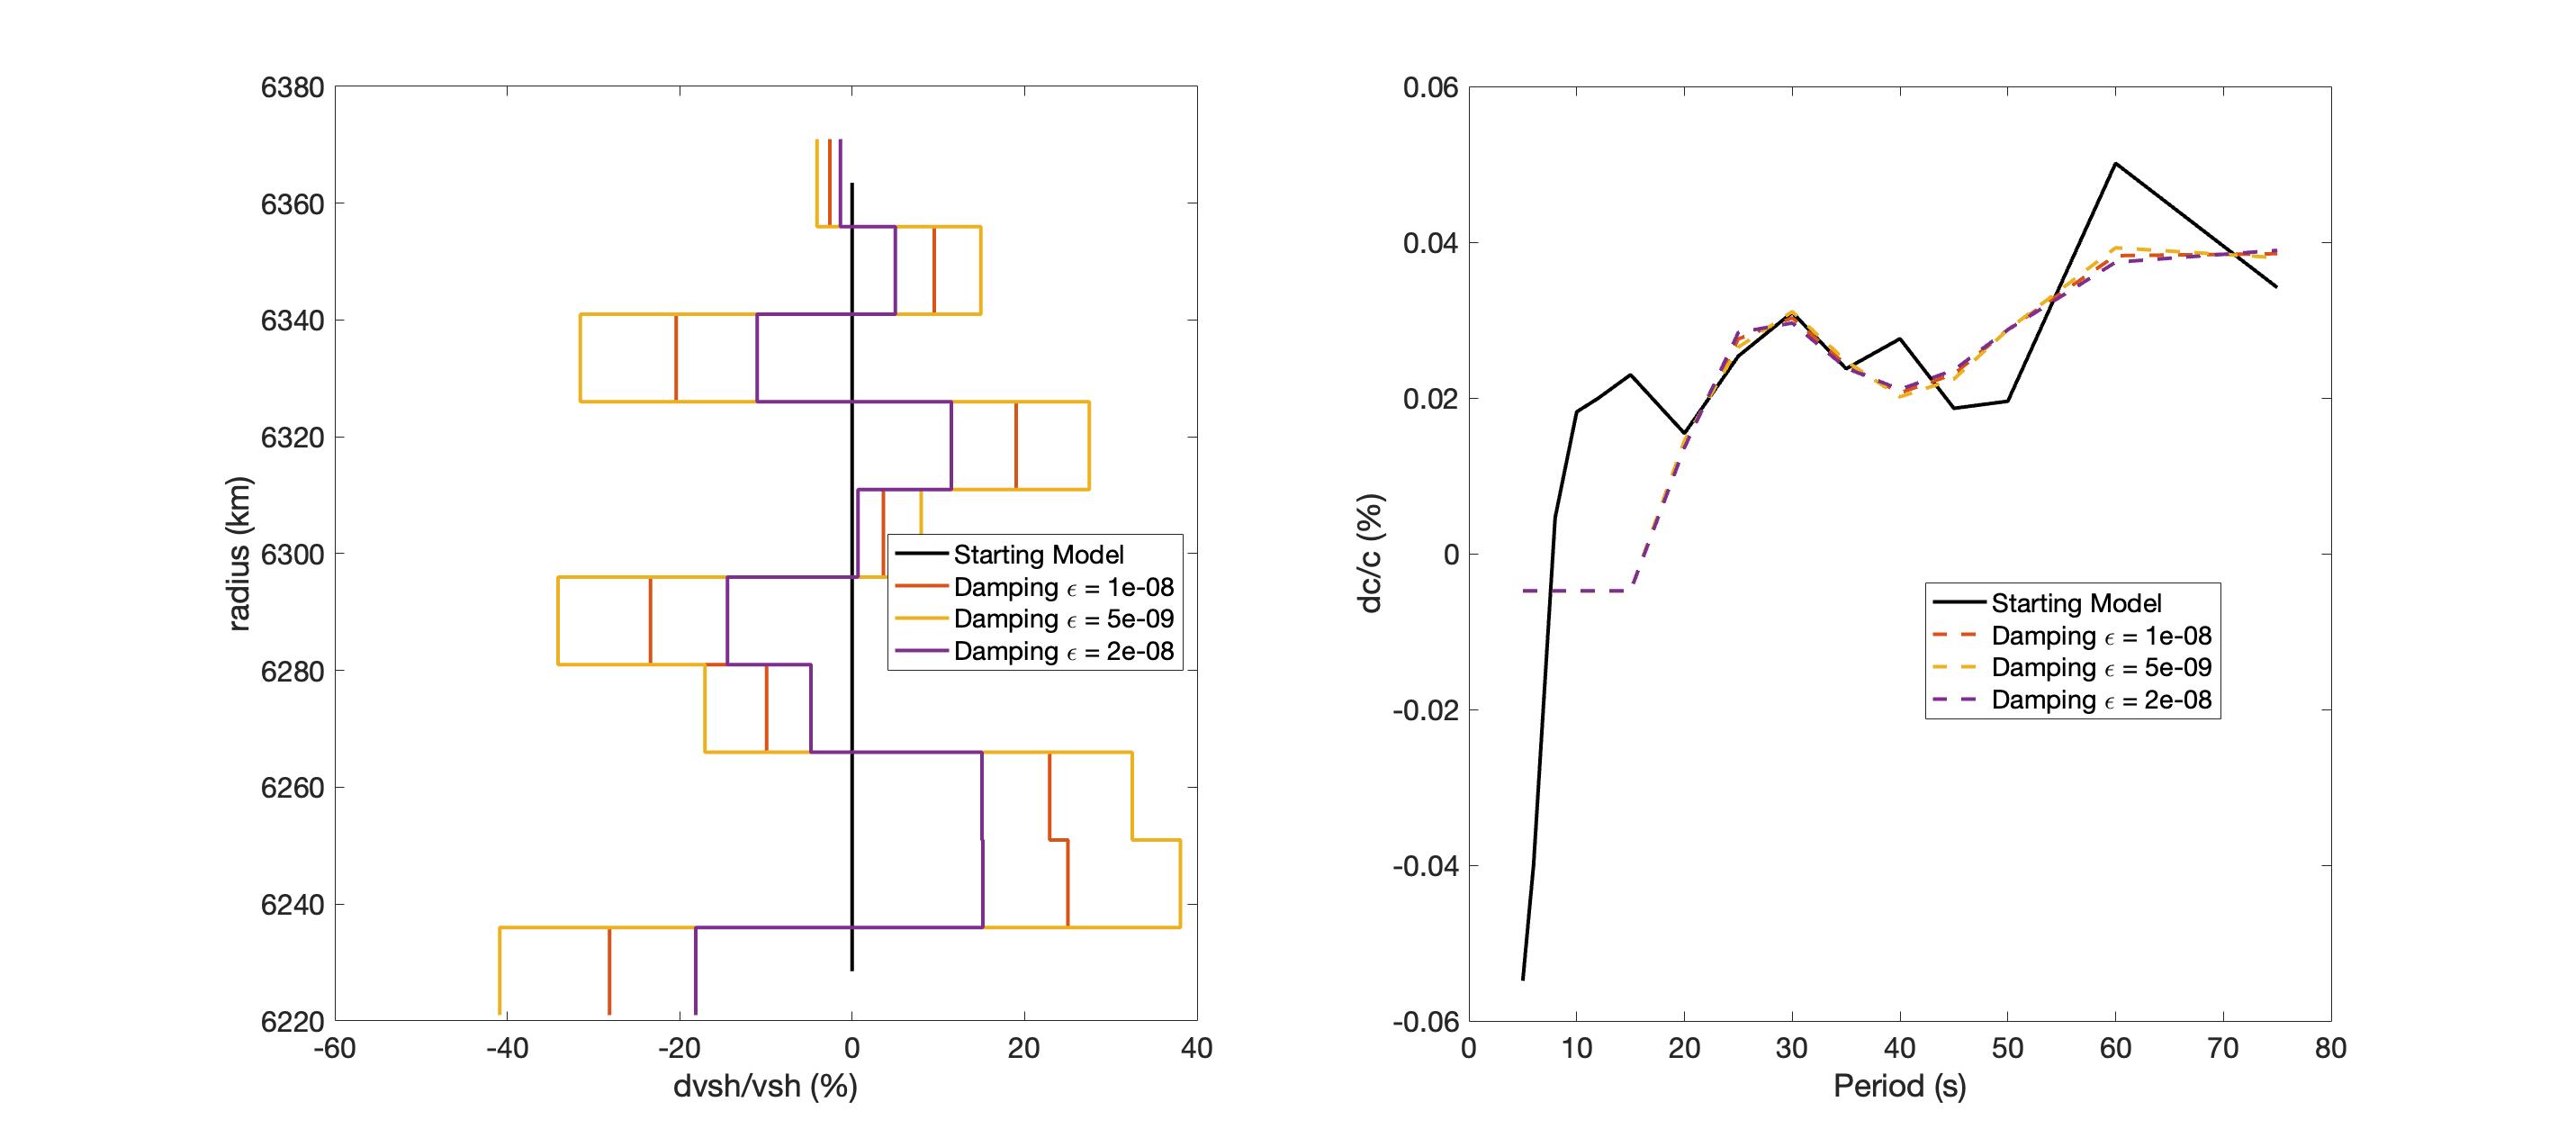 6380
6360
6340
6320
6300
6280
6260
6240
6220
radius (km)
-60
-40
-20
0
20
40
dvsh/vsh (%)
Starting Model
Damping ϵ = 1e-08
Damping ϵ = 5e-09
Damping ϵ = 2e-08
0.06
0.04
0.02
0
-0.02
-0.04
-0.06
dc/c (%)
0
10
20
30
40
50
60
70
80
Period (s)
Starting Model
Damping ϵ = 1e-08
Damping ϵ = 5e-09
Damping ϵ = 2e-08